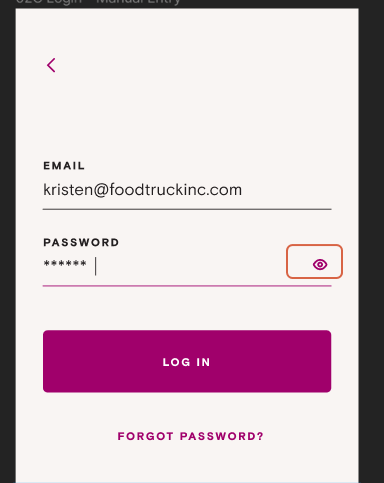 EMAIL
kristen@foodtruckinc.com
PASSWORD
******
LOG IN
FORGOT PASSWORD?